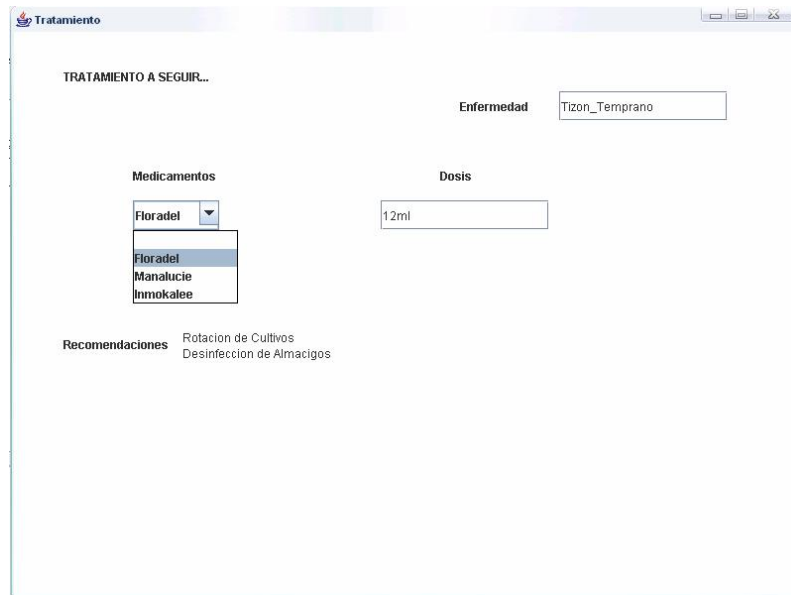 Tratamiento
TRATAMIENTO A SEGUIR...
Enfermedad
Tizon_Temprano
Medicamentos
Dosis
Floradel
12ml
Floradel
Manalucie
Inmokalee
Recomendaciones
Rotacion de Cultivos
Desinfeccion de Almacigos